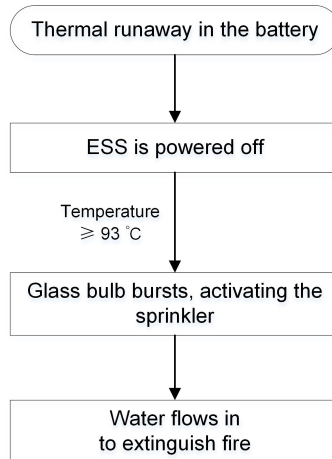 Thermal runaway in the battery
ESS is powered off
Temperature
≥ 93 °C
Glass bulb bursts, activating the
sprinkler
Water flows in
to extinguish fire